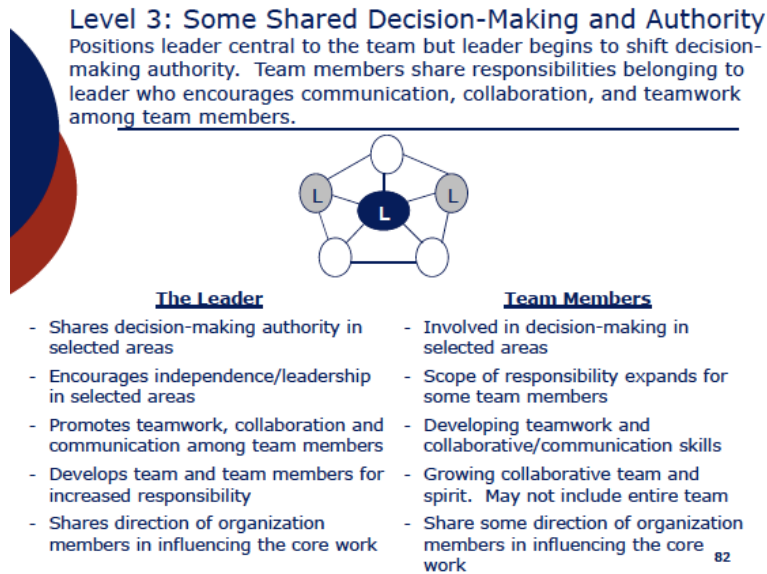 Level 3: Some Shared Decision-Making and Authority
Positions leader central to the team but leader begins to shift decision-
making authority.  Team members share responsibilities belonging to
leader who encourages communication, collaboration, and teamwork
among team members.
L
L
L
The Leader
- Shares decision-making authority in
selected areas
- Encourages independence/leadership
in selected areas
- Promotes teamwork, collaboration and
communication among team members
- Develops team and team members for
increased responsibility
- Shares direction of organization
members in influencing the core work
Team Members
- Involved in decision-making in
selected areas
- Scope of responsibility expands for
some team members
- Developing teamwork and
collaborative/communication skills
- Growing collaborative team and
spirit.  May not include entire team
- Share some direction of organization
members in influencing the core
work
82